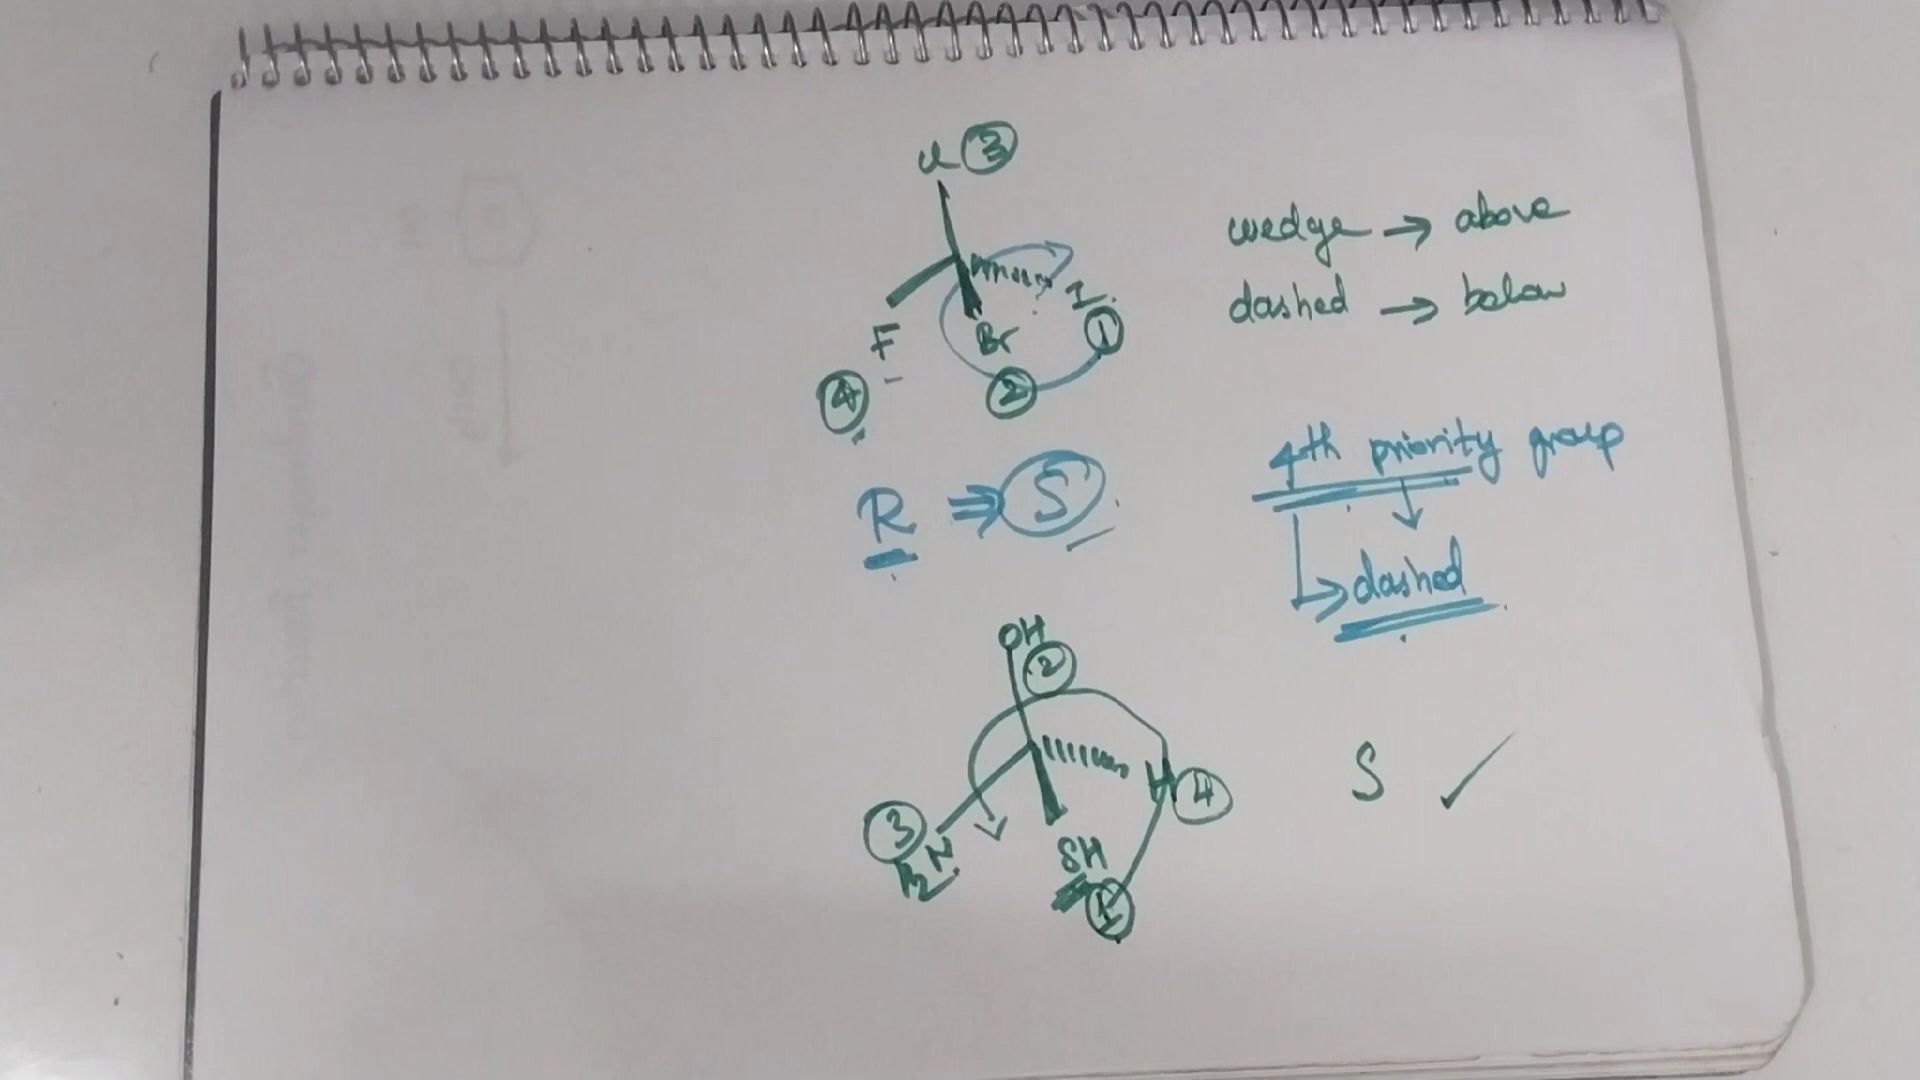 Cl ③
F
Br
I
①
④
②
wedge → above
dashed → below
R ⇒ S
4th priority group
↓
→ dashed
OH
②
③
H₂N
H ④
SH
①
S ✓